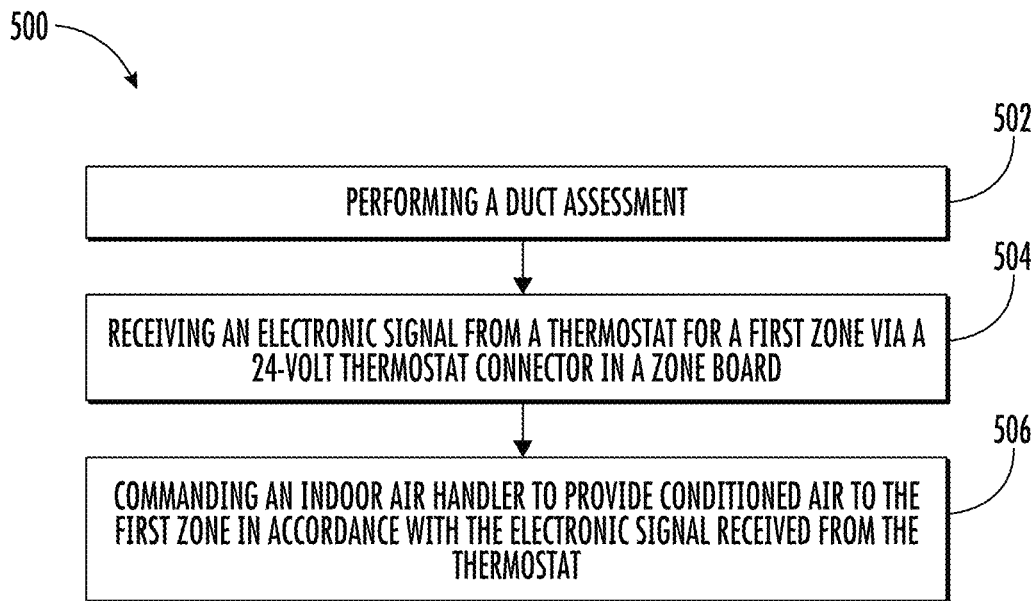 500
502
PERFORMING A DUCT ASSESSMENT
504
RECEIVING AN ELECTRONIC SIGNAL FROM A THERMOSTAT FOR A FIRST ZONE VIA A
24-VOLT THERMOSTAT CONNECTOR IN A ZONE BOARD
506
COMMANDING AN INDOOR AIR HANDLER TO PROVIDE CONDITIONED AIR TO THE
FIRST ZONE IN ACCORDANCE WITH THE ELECTRONIC SIGNAL RECEIVED FROM THE
THERMOSTAT